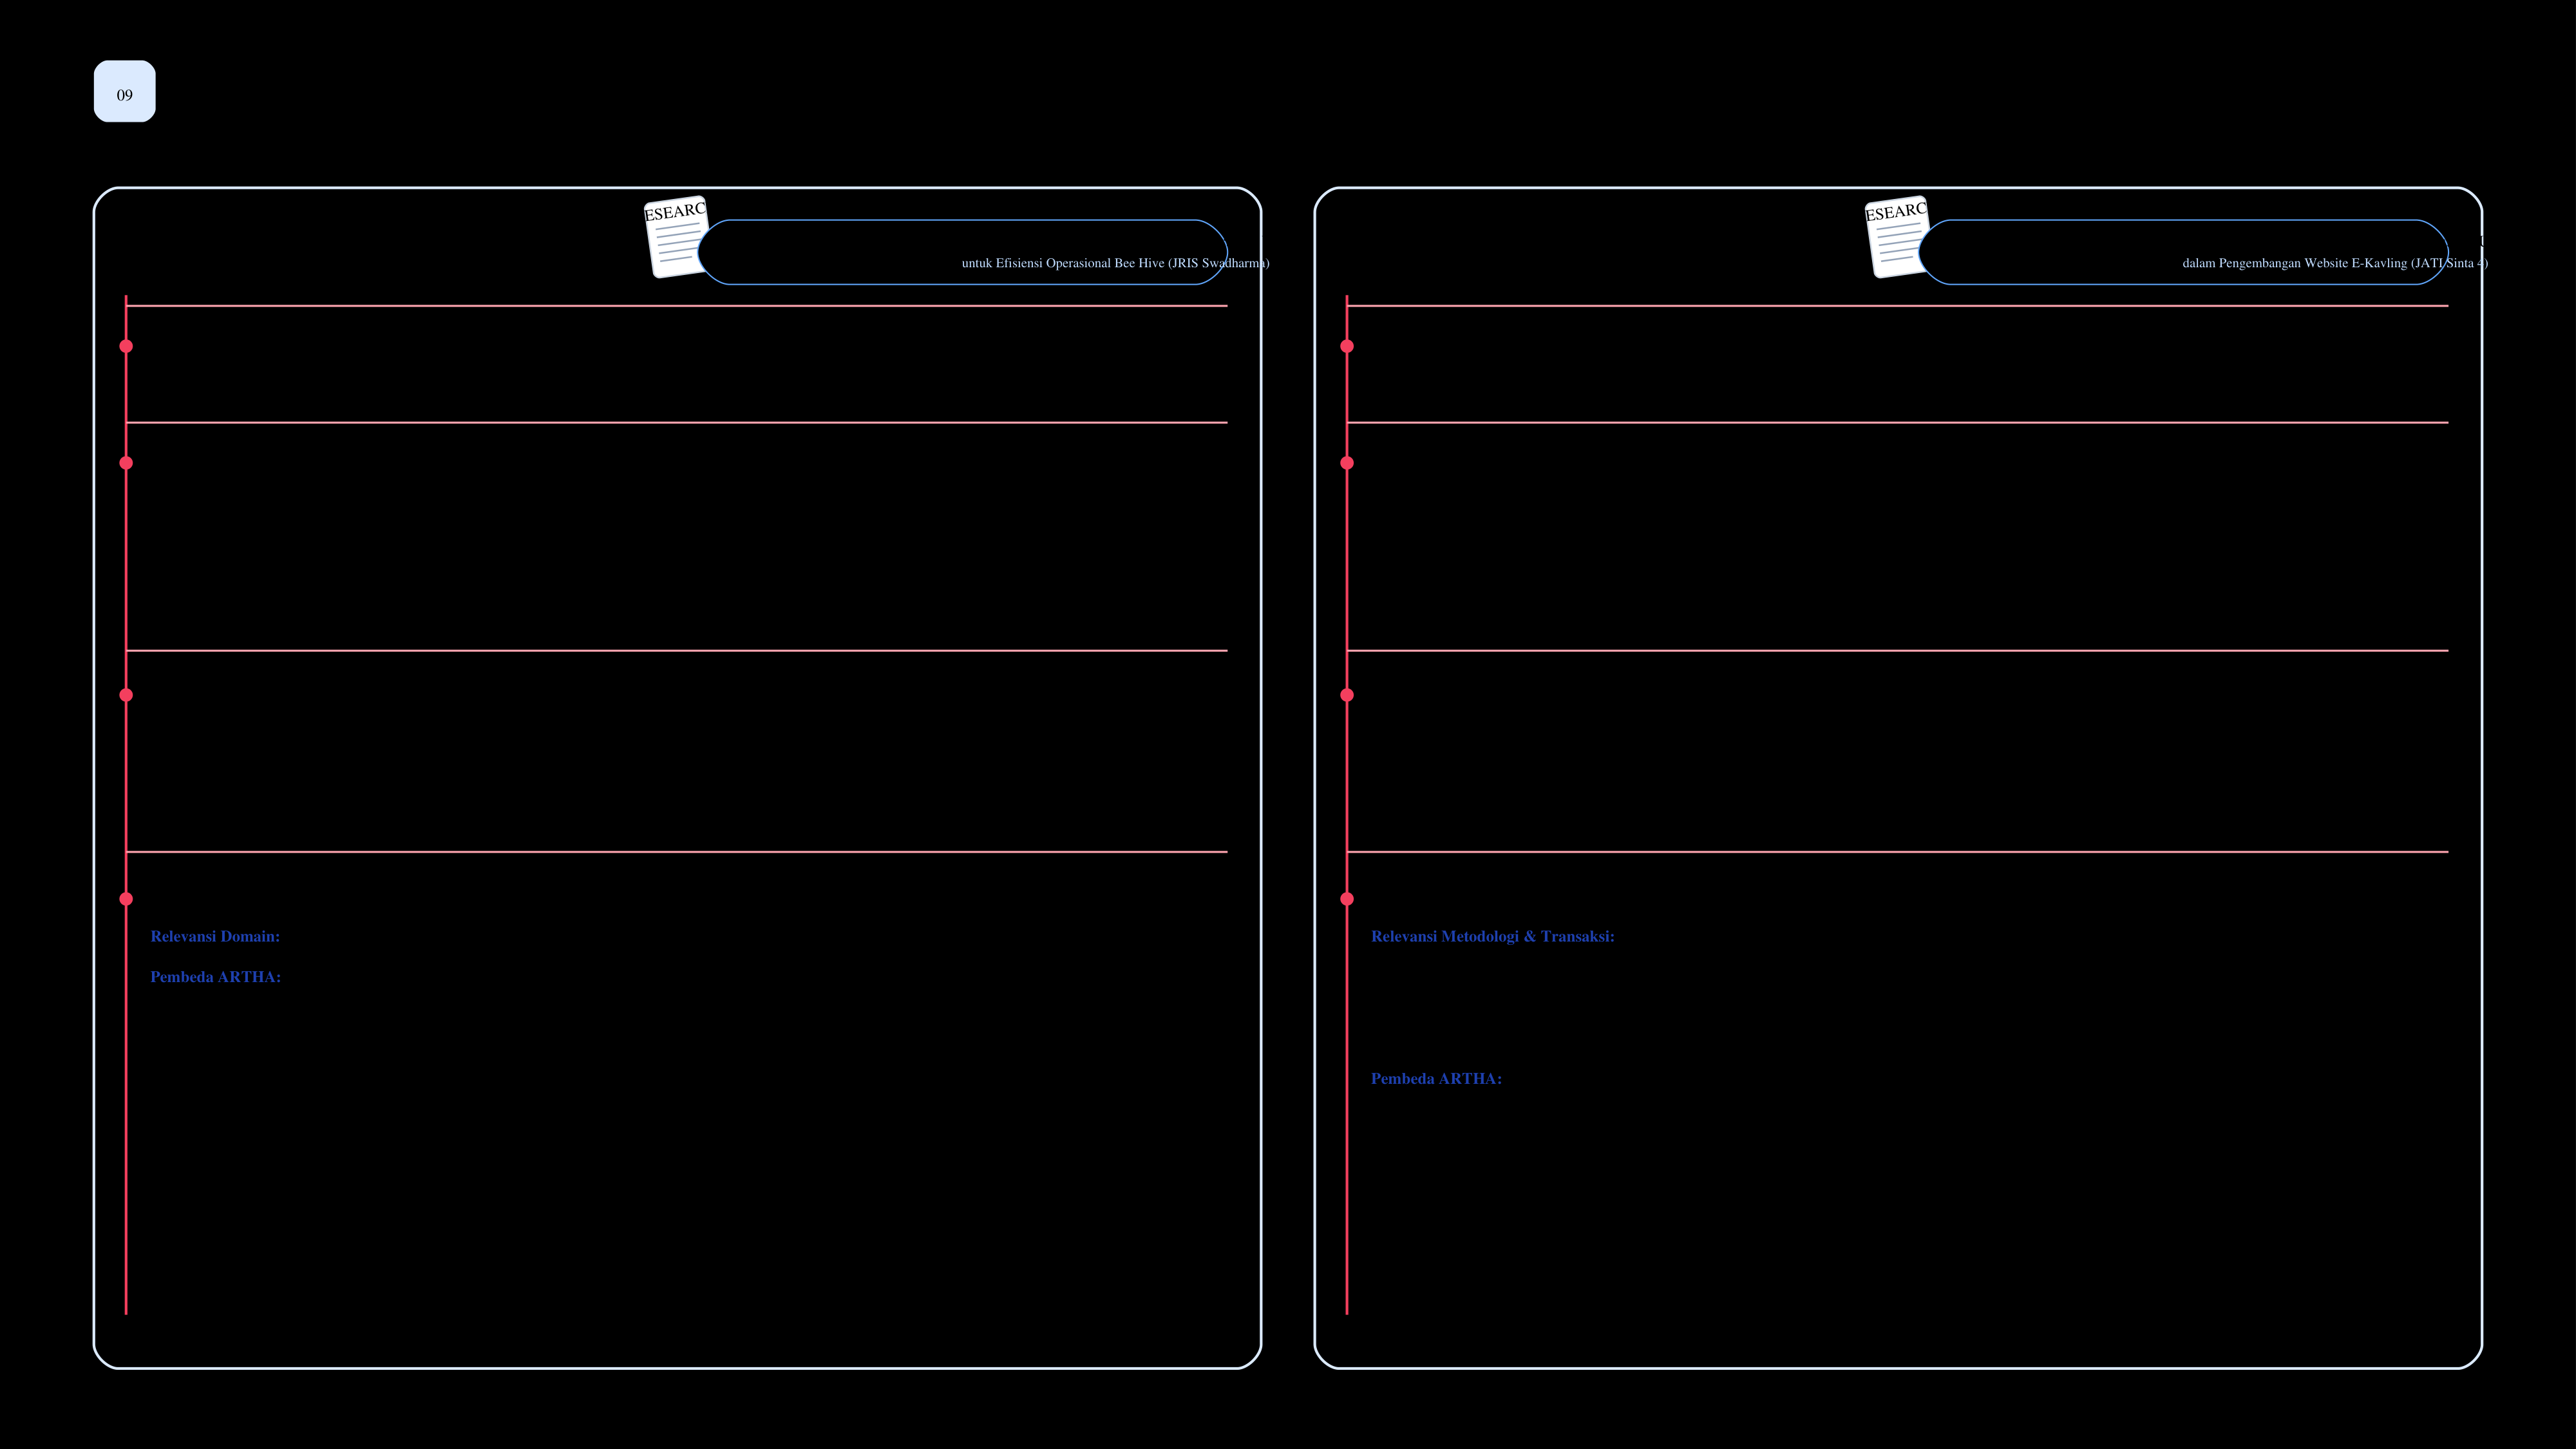 09
ESEARC
untuk Efisiensi Operasional Bee Hive (JRIS Swadharma)
Relevansi Domain:
Pembeda ARTHA:
ESEARC
dalam Pengembangan Website E-Kavling (JATI Sinta 4)
Relevansi Metodologi & Transaksi:
Pembeda ARTHA: